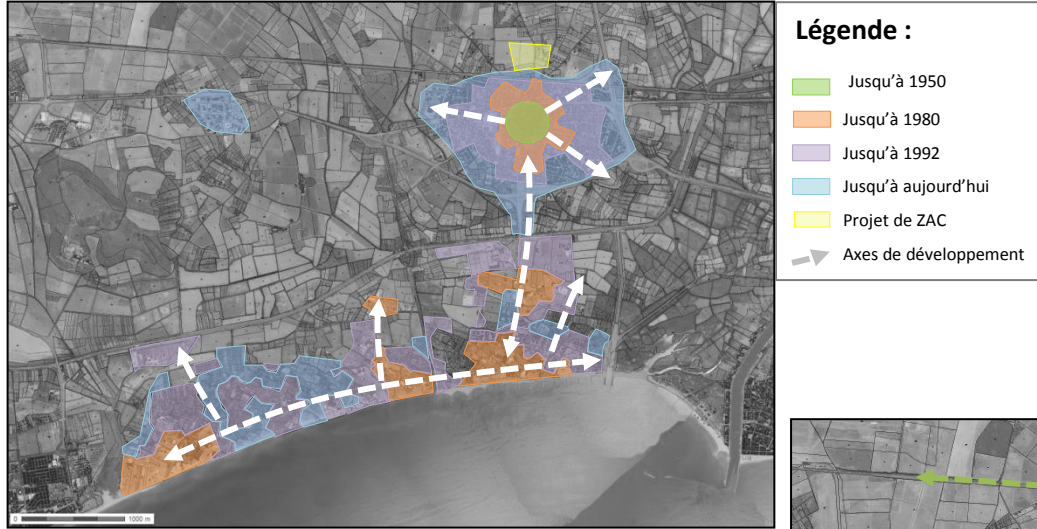 Légende :
Jusqu'à 1950
Jusqu'à 1980
Jusqu'à 1992
Jusqu'à aujourd'hui
Projet de ZAC
Axes de développement
0 1000 m